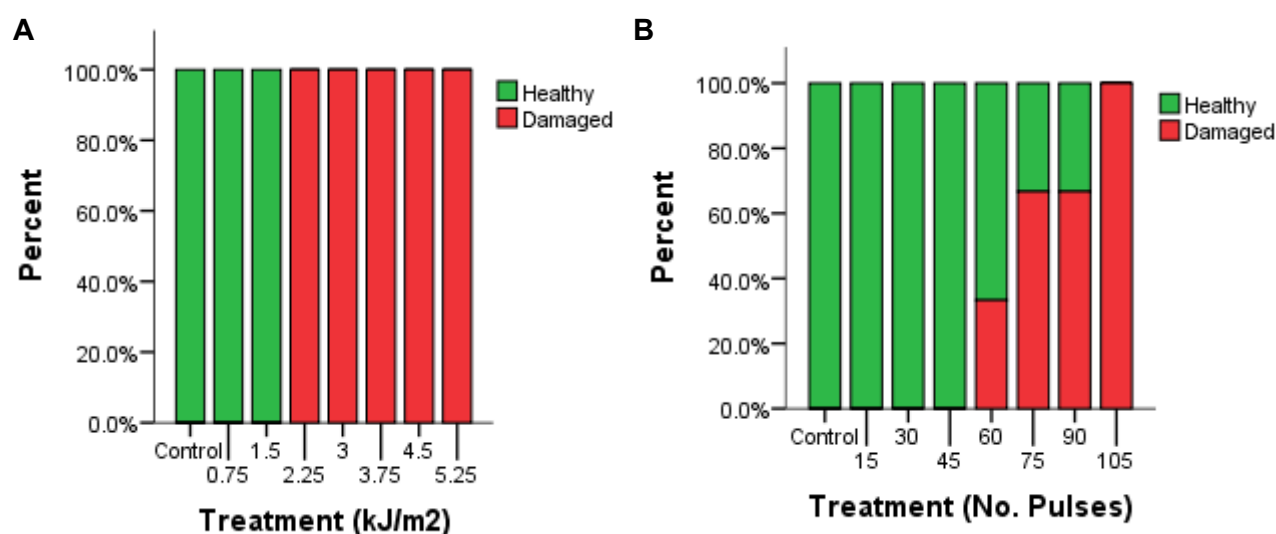 A
100.0%
80.0%
60.0%
40.0%
20.0%
0.0%
Percent
Control 1.5 3 4.5
0.75 2.25 3.75 5.25
Treatment (kJ/m2)
Healthy
Damaged
B
100.0%
80.0%
60.0%
40.0%
20.0%
0.0%
Percent
Control 30 60 90
15 45 75 105
Treatment (No. Pulses)
Healthy
Damaged